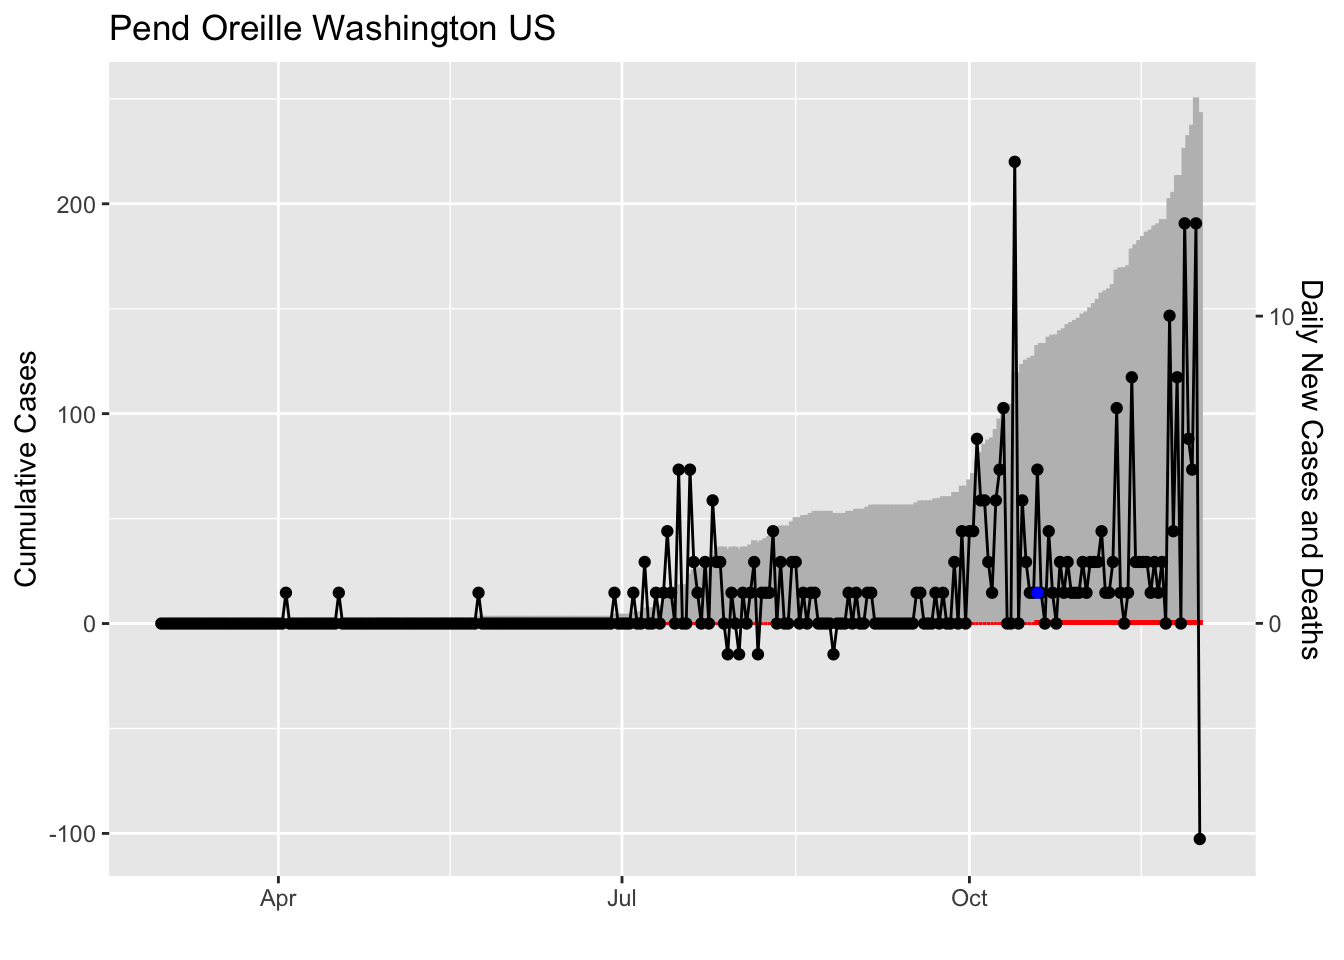 Pend Oreille Washington US
Cumulative Cases
200
100
0
-100
10
0
Daily New Cases and Deaths
Apr
Jul
Oct